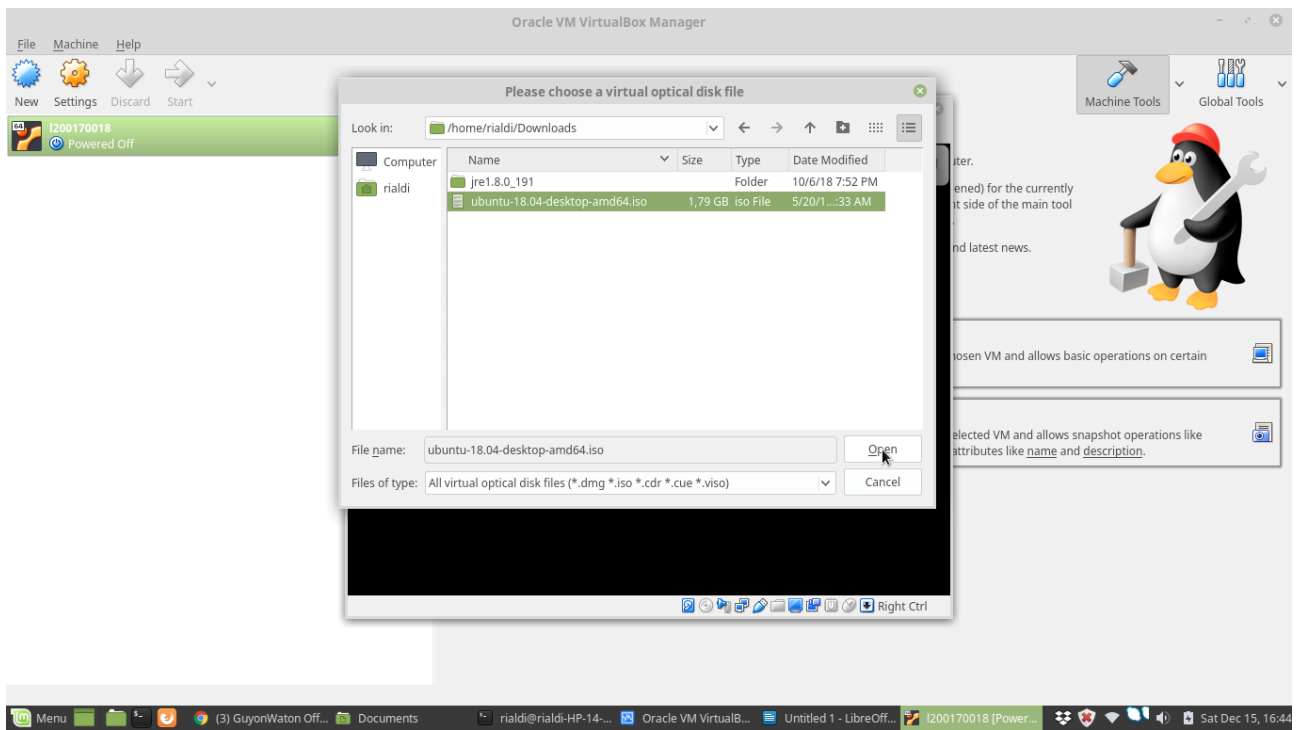 Oracle VM VirtualBox Manager
File Machine Help
New Settings Discard Start
Machine Tools Global Tools
64
l200170018
Powered Off
Please choose a virtual optical disk file
Look in: /home/rialdi/Downloads
Computer
rialdi
Name Size Type Date Modified
jre1.8.0_191 Folder 10/6/18 7:52 PM
ubuntu-18.04-desktop-amd64.iso 1,79 GB iso File 5/20/1...:33 AM
File name: ubuntu-18.04-desktop-amd64.iso Open
Files of type: All virtual optical disk files (*.dmg *.iso *.cdr *.cue *.viso) Cancel
ened) for the currently
nt side of the main tool
nd latest news.
hosen VM and allows basic operations on certain
elected VM and allows snapshot operations like
attributes like name and description.
Right Ctrl
Menu (3) GuyonWaton Off... Documents rialdi@rialdi-HP-14-... Oracle VM VirtualB... Untitled 1 - LibreOff... l200170018 [Power... Sat Dec 15, 16:44